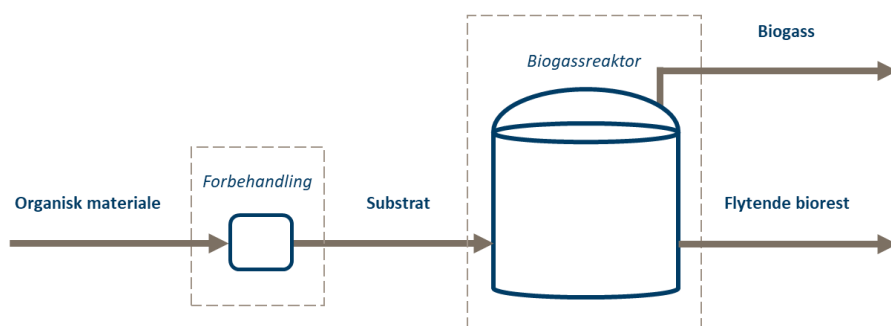 Biogass
Biogassreaktor
Forbehandling
Organisk materiale
Substrat
Flytende biorest